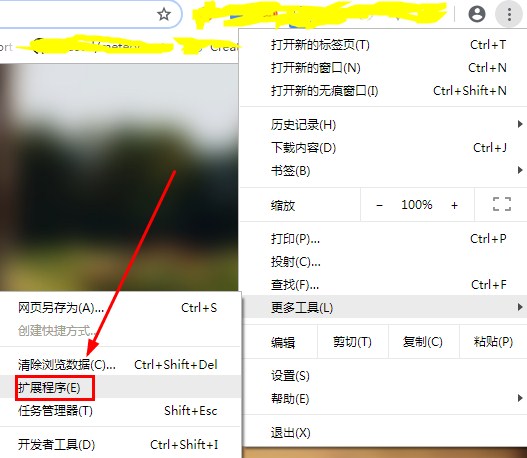 打开新的标签页(T) Ctrl+T
打开新的窗口(N) Ctrl+N
打开新的无痕窗口(I) Ctrl+Shift+N
历史记录(H)
下载内容(D) Ctrl+J
书签(B)
缩放 − 100% +
打印(P)... Ctrl+P
投射(C)...
查找(F)... Ctrl+F
更多工具(L)
编辑 剪切(T) 复制(C) 粘贴(P)
设置(S)
帮助(E)
退出(X)
网页另存为(A)... Ctrl+S
创建快捷方式...
清除浏览数据(C)... Ctrl+Shift+Del
扩展程序(E)
任务管理器(T) Shift+Esc
开发者工具(D) Ctrl+Shift+I